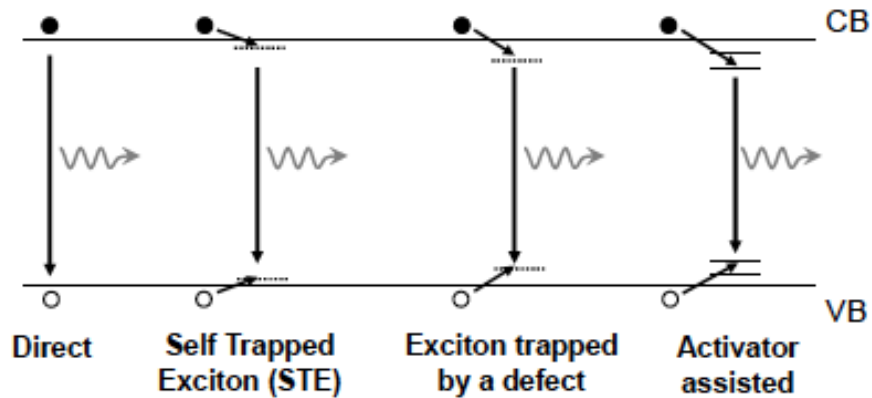 CB
VB
Direct
Self Trapped
Exciton (STE)
Exciton trapped
by a defect
Activator
assisted